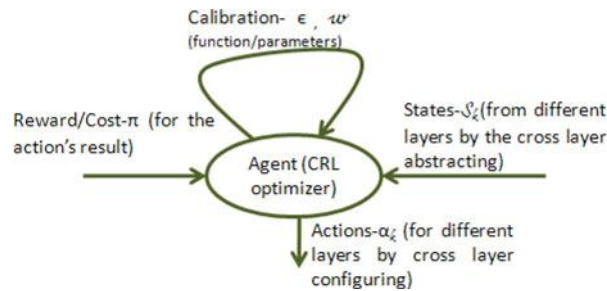 Calibration- ϵ , w
(function/parameters)
Reward/Cost-π (for the
action's result)
States-𝒮ξ(from different
layers by the cross layer
abstracting)
Agent (CRL
optimizer)
Actions-αξ (for different
layers by cross layer
configuring)